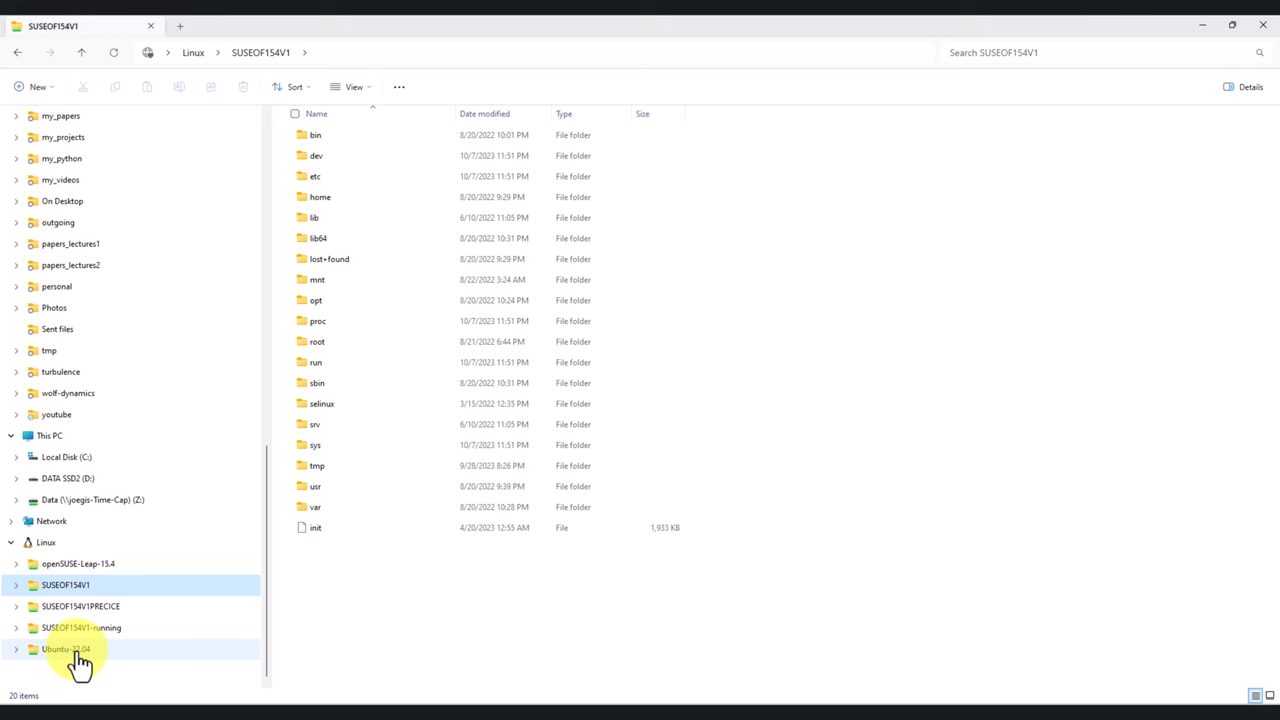 SUSEOF154V1
Linux SUSEOF154V1
Search SUSEOF154V1
New
Sort
View
Details
my_papers
my_projects
my_python
my_videos
On Desktop
outgoing
papers_lectures1
papers_lectures2
personal
Photos
Sent files
tmp
turbulence
wolf-dynamics
youtube
This PC
Local Disk (C:)
DATA SSD2 (D:)
Data (\\joegis-Time-Cap) (Z:)
Network
Linux
openSUSE-Leap-15.4
SUSEOF154V1
SUSEOF154V1PRECICE
SUSEOF154V1-running
Ubuntu-22.04
Name Date modified Type Size
bin 8/20/2022 10:01 PM File folder
dev 10/7/2023 11:51 PM File folder
etc 10/7/2023 11:51 PM File folder
home 8/20/2022 9:29 PM File folder
lib 6/10/2022 11:05 PM File folder
lib64 8/20/2022 10:31 PM File folder
lost+found 8/20/2022 9:29 PM File folder
mnt 8/22/2022 3:24 AM File folder
opt 8/20/2022 10:24 PM File folder
proc 10/7/2023 11:51 PM File folder
root 8/21/2022 6:44 PM File folder
run 10/7/2023 11:51 PM File folder
sbin 8/20/2022 10:31 PM File folder
selinux 3/15/2022 12:35 PM File folder
srv 6/10/2022 11:05 PM File folder
sys 10/7/2023 11:51 PM File folder
tmp 9/28/2023 8:26 PM File folder
usr 8/20/2022 9:39 PM File folder
var 8/20/2022 10:28 PM File folder
init 4/20/2023 12:55 AM File 1,933 KB
20 items